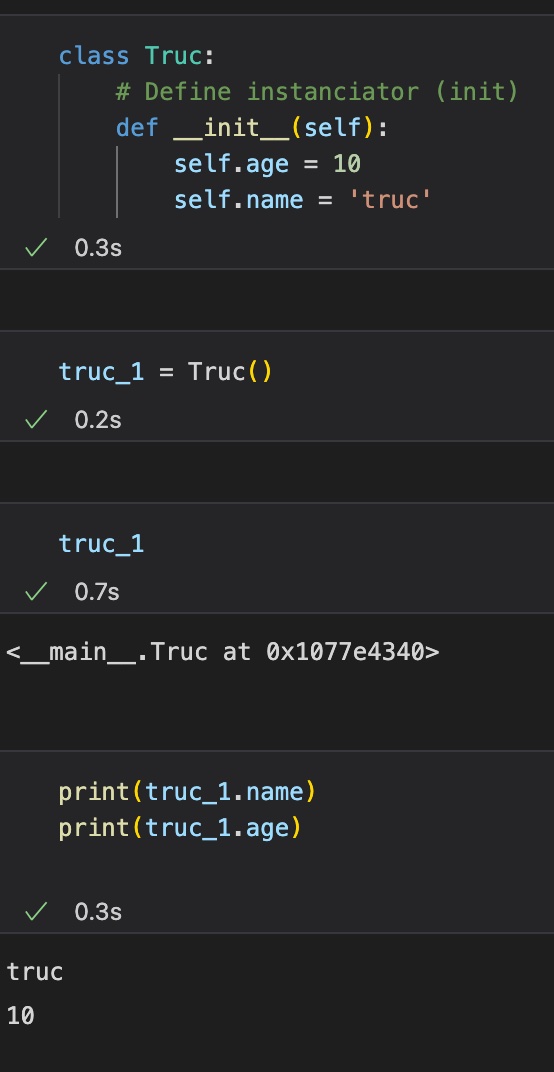 class Truc:
    # Define instanciator (init)
    def __init__(self):
        self.age = 10
        self.name = 'truc'
✓ 0.3s
truc_1 = Truc()
✓ 0.2s
truc_1
✓ 0.7s
<__main__.Truc at 0x1077e4340>
print(truc_1.name)
print(truc_1.age)
✓ 0.3s
truc
10